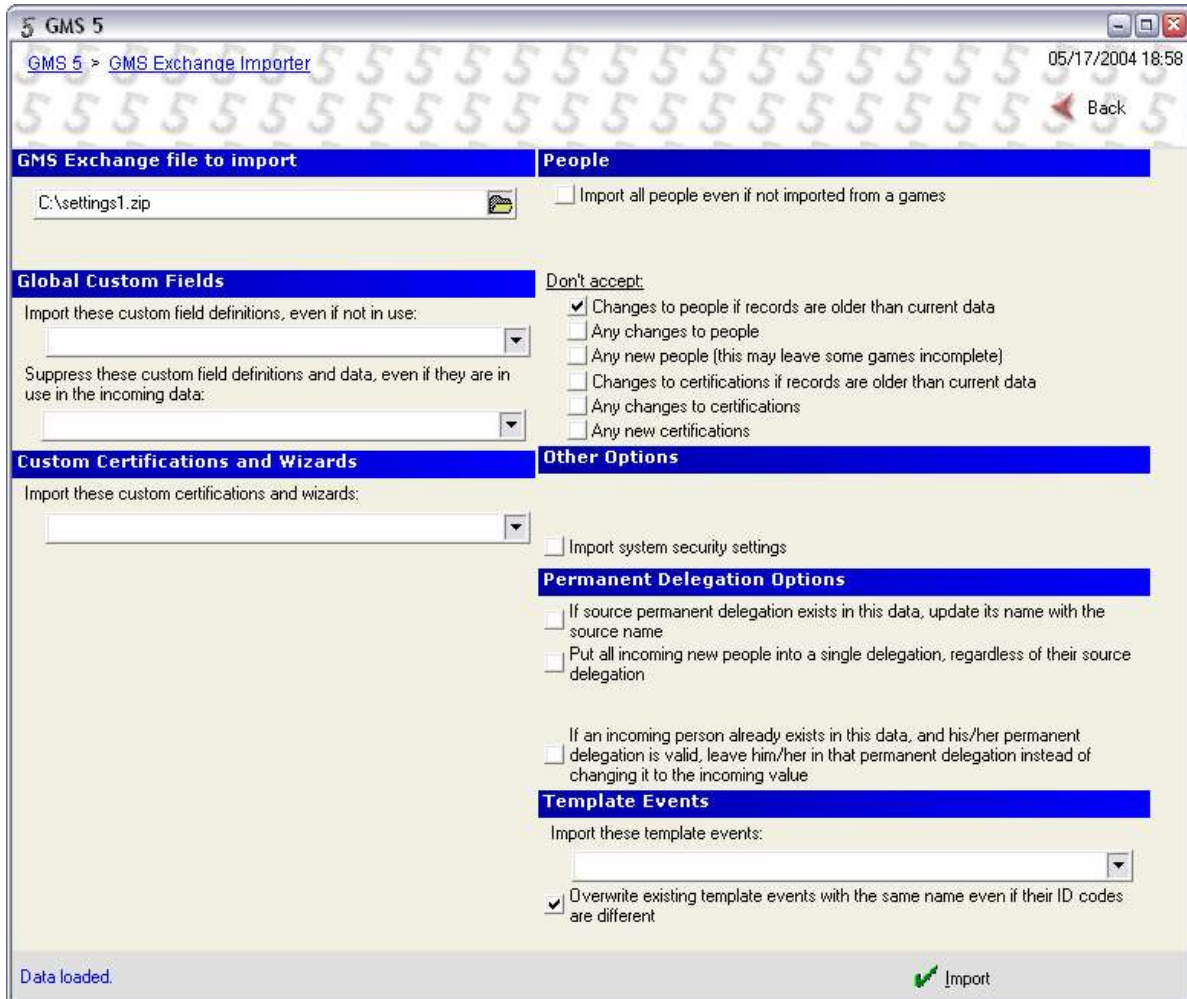 5 GMS 5
GMS 5 > GMS Exchange Importer
05/17/2004 18:58
Back
GMS Exchange file to import
C:\settings1.zip
Global Custom Fields
Import these custom field definitions, even if not in use:
Suppress these custom field definitions and data, even if they are in
use in the incoming data:
Custom Certifications and Wizards
Import these custom certifications and wizards:
People
Import all people even if not imported from a games
Don't accept:
Changes to people if records are older than current data
Any changes to people
Any new people (this may leave some games incomplete)
Changes to certifications if records are older than current data
Any changes to certifications
Any new certifications
Other Options
Import system security settings
Permanent Delegation Options
If source permanent delegation exists in this data, update its name with the
source name
Put all incoming new people into a single delegation, regardless of their source
delegation
If an incoming person already exists in this data, and his/her permanent
delegation is valid, leave him/her in that permanent delegation instead of
changing it to the incoming value
Template Events
Import these template events:
Overwrite existing template events with the same name even if their ID codes
are different
Data loaded.
Import